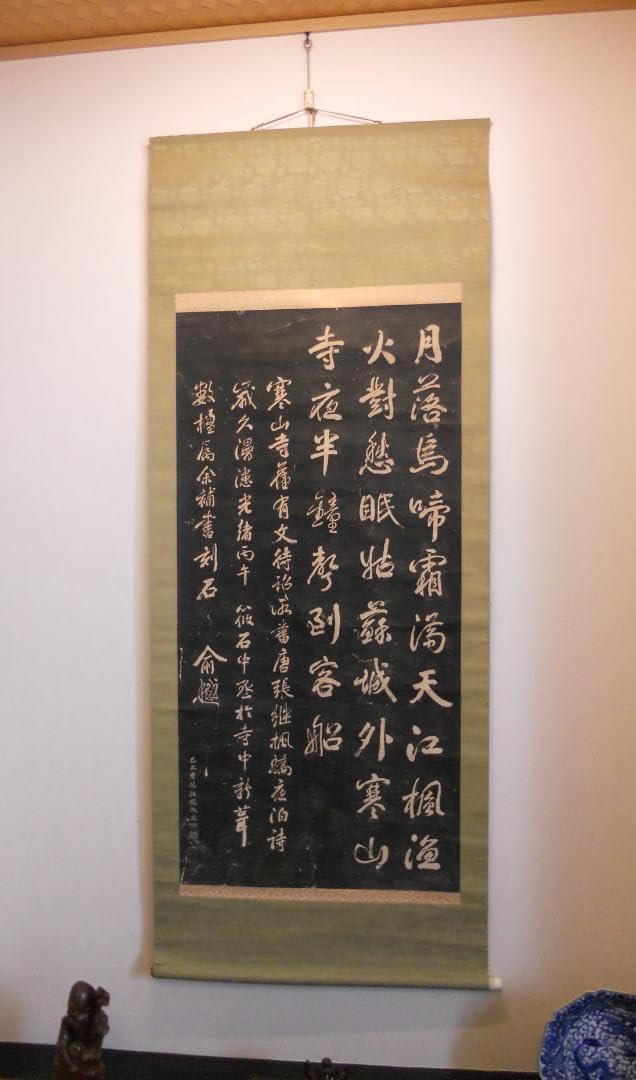 月落烏啼霜滿天江楓漁
火對愁眠姑蘇城外寒山
寺夜半鐘聲到客船
寒山寺舊有文待詔所書唐張繼楓橋夜泊詩
歲久漫漶光緒丙午筱石中丞於寺中新葺
數楹屬余補書刻石
俞樾